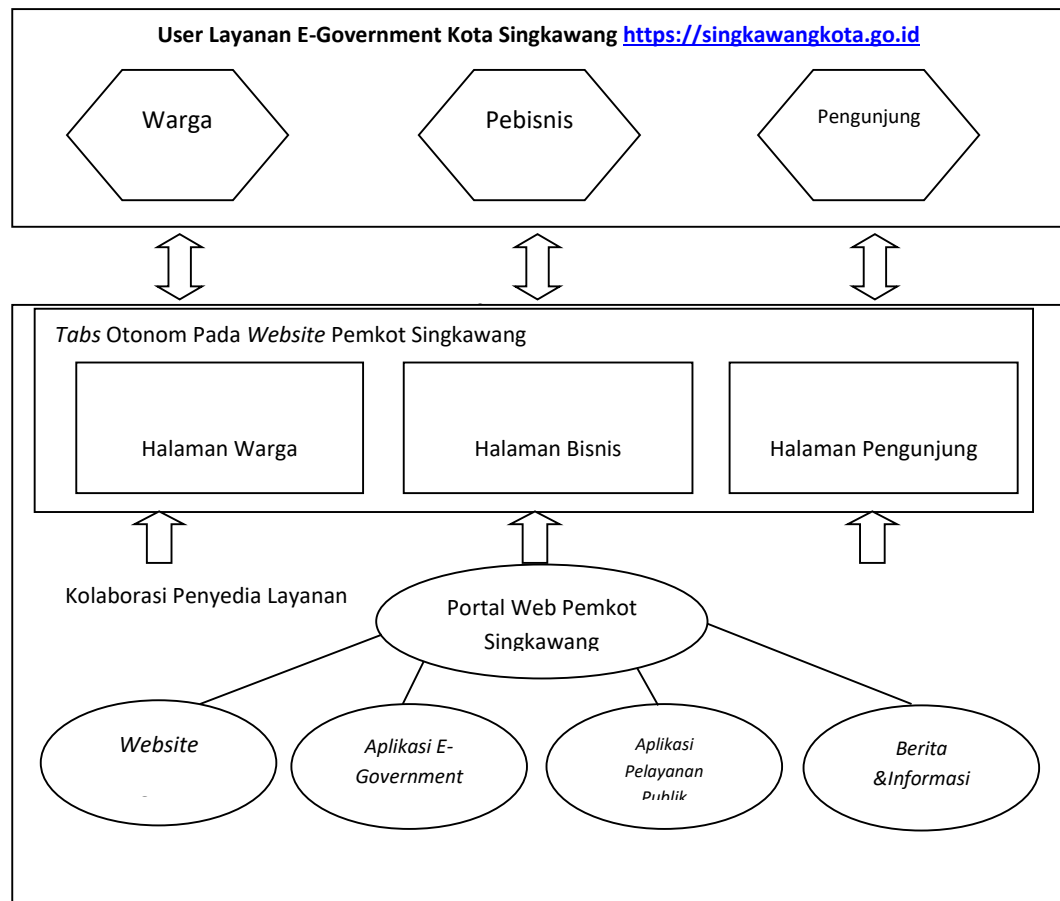 User Layanan E-Government Kota Singkawang https://singkawangkota.go.id
Warga
Pebisnis
Pengunjung
Tabs Otonom Pada Website Pemkot Singkawang
Halaman Warga
Halaman Bisnis
Halaman Pengunjung
Kolaborasi Penyedia Layanan
Portal Web Pemkot
Singkawang
Website
Aplikasi E-
Government
Aplikasi
Pelayanan
Publik
Berita
&Informasi